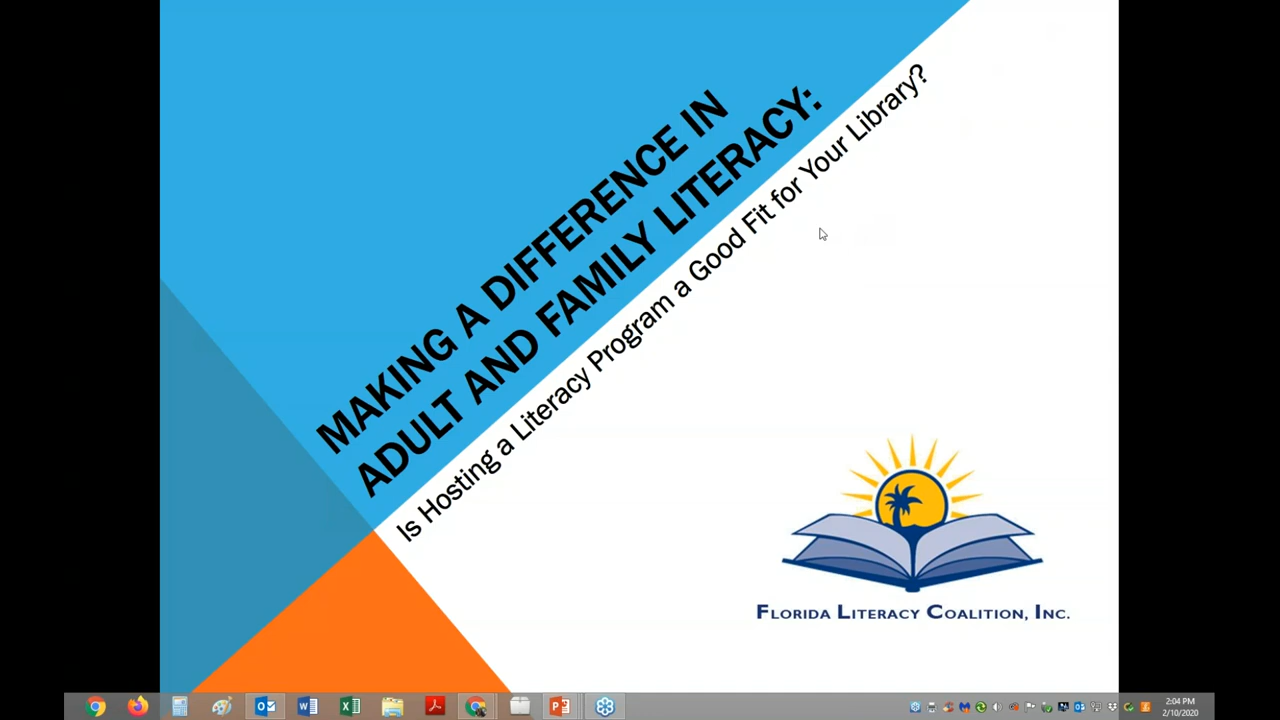 MAKING A DIFFERENCE IN
ADULT AND FAMILY LITERACY:
Is Hosting a Literacy Program a Good Fit for Your Library?
FLORIDA LITERACY COALITION, INC.
2:04 PM
2/10/2020